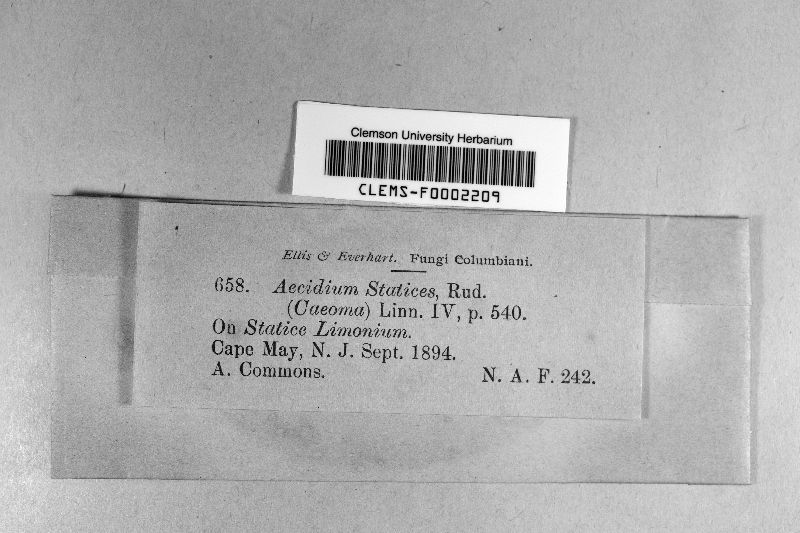 Clemson University Herbarium
CLEMS-F0002209
Ellis & Everhart. Fungi Columbiani.
658. Aecidium Statices, Rud.
(Caeoma) Linn. IV, p. 540.
On Statice Limonium.
Cape May, N. J. Sept. 1894.
A. Commons. N. A. F. 242.